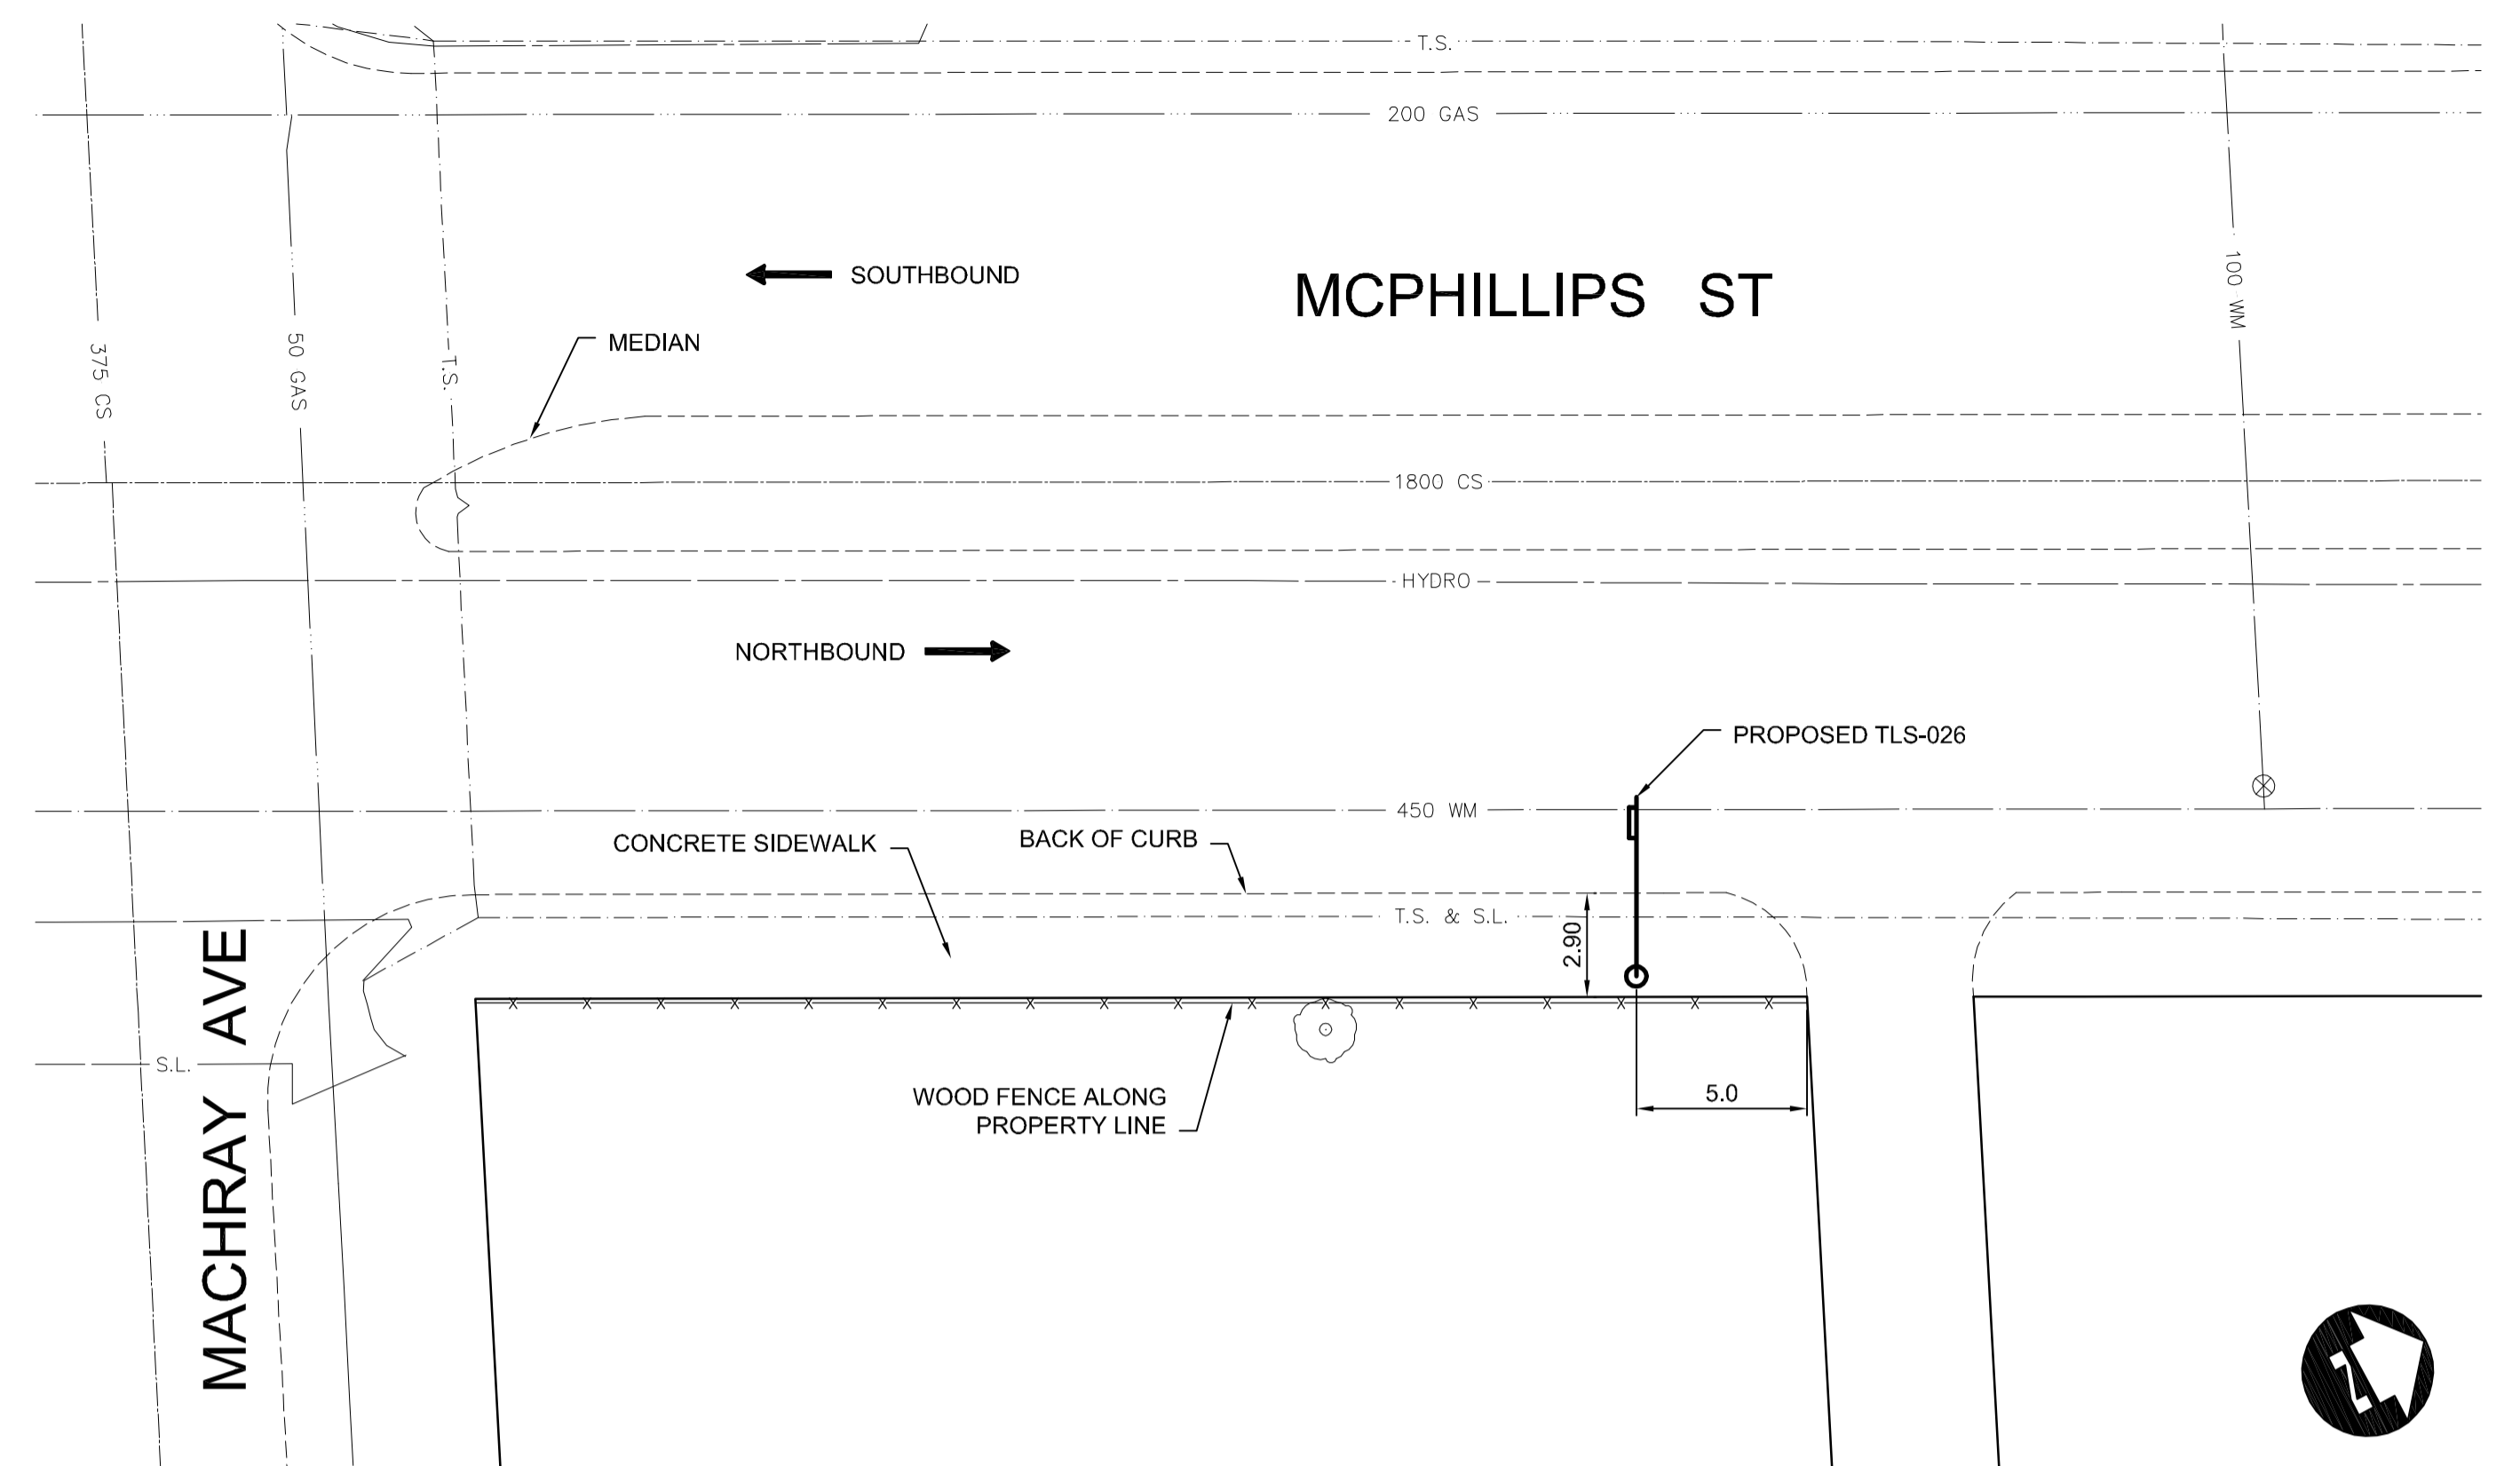 T.S.
200 GAS
SOUTHBOUND
MCPHILLIPS ST
100 WM
MEDIAN
375 CS
50 GAS
T.S.
1800 CS
HYDRO
NORTHBOUND
PROPOSED TLS-026
450 WM
CONCRETE SIDEWALK
BACK OF CURB
T.S. & S.L.
2.90
MACHRAY AVE
S.L.
WOOD FENCE ALONG
PROPERTY LINE
5.0
N